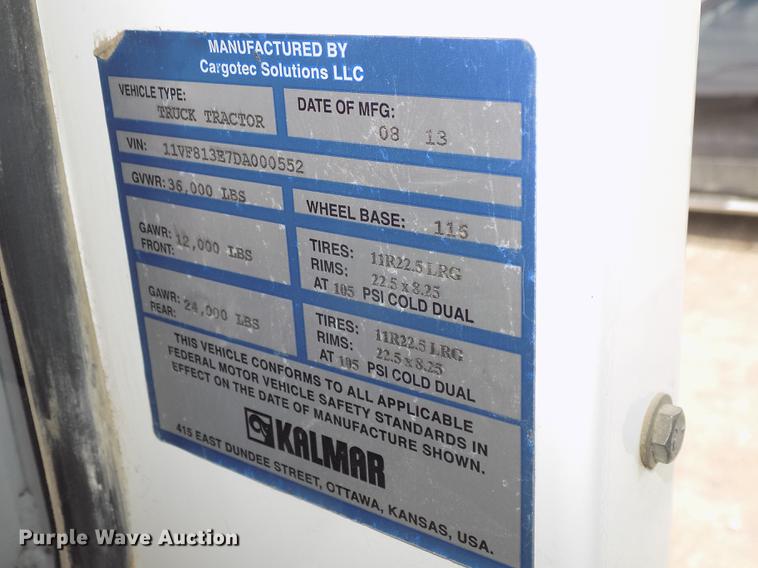 MANUFACTURED BY
Cargotec Solutions LLC
VEHICLE TYPE:
TRUCK TRACTOR
DATE OF MFG:
08 13
VIN: 11VF813E7DA000552
GVWR: 36,000 LBS
WHEEL BASE: 116
GAWR: 12,000 LBS
FRONT:
TIRES: 11R22.5 LRG
RIMS: 22.5 x 8.25
AT 105 PSI COLD DUAL
GAWR: 24,000 LBS
REAR:
TIRES: 11R22.5 LRG
RIMS: 22.5 x 8.25
AT 105 PSI COLD DUAL
THIS VEHICLE CONFORMS TO ALL APPLICABLE
FEDERAL MOTOR VEHICLE SAFETY STANDARDS IN
EFFECT ON THE DATE OF MANUFACTURE SHOWN.
KALMAR
415 EAST DUNDEE STREET, OTTAWA, KANSAS, USA.
Purple Wave Auction